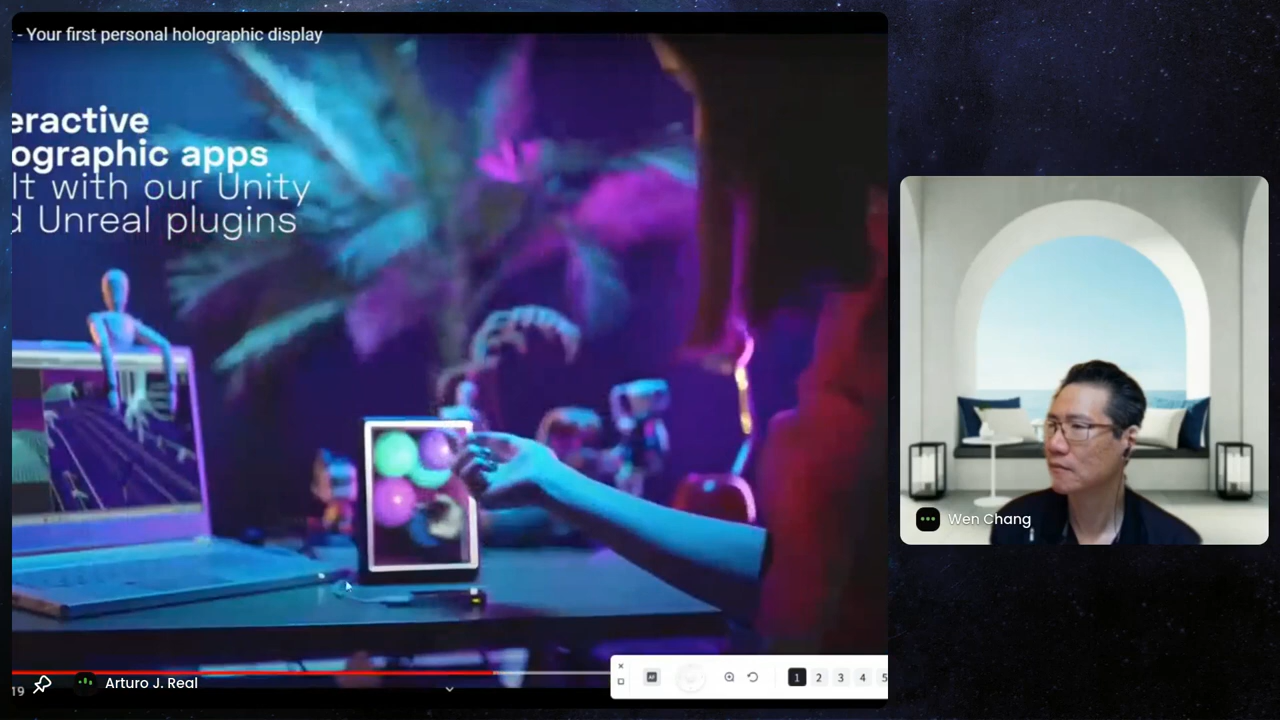 - Your first personal holographic display
eractive
ographic apps
lt with our Unity
d Unreal plugins
19
Arturo J. Real
1 2 3 4 5
Wen Chang